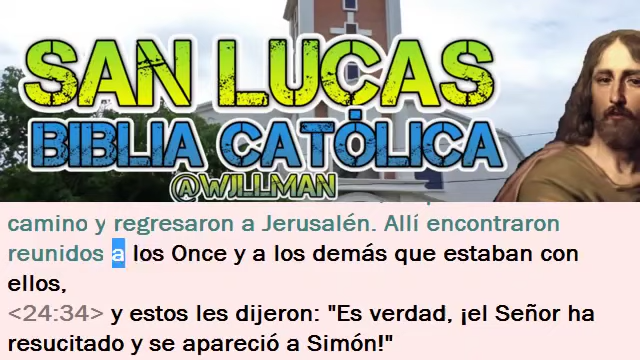 SAN LUCAS
BIBLIA CATÓLICA
@WJLLMAN
camino y regresaron a Jerusalén. Allí encontraron
reunidos a los Once y a los demás que estaban con
ellos,
<24:34> y estos les dijeron: "Es verdad, ¡el Señor ha
resucitado y se apareció a Simón!"